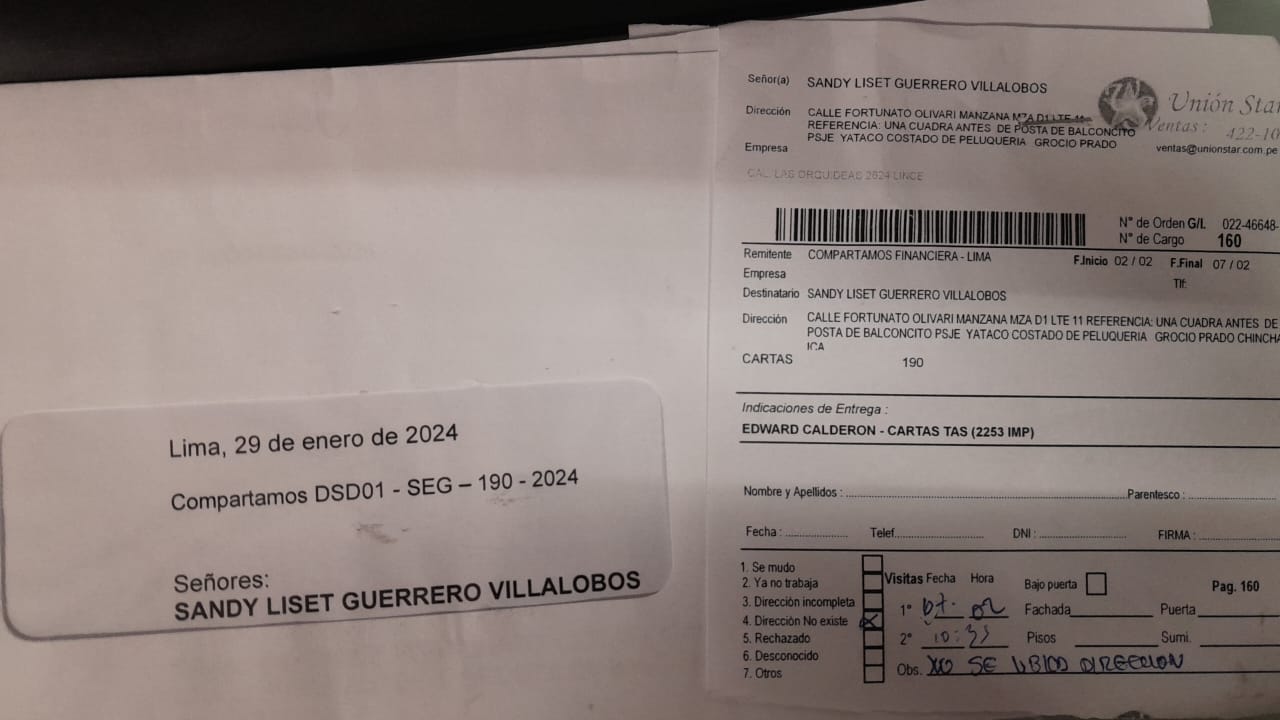 Lima, 29 de enero de 2024
Compartamos DSD01 - SEG – 190 - 2024
Señores:
SANDY LISET GUERRERO VILLALOBOS
Señor(a) SANDY LISET GUERRERO VILLALOBOS
Unión Star
Ventas: 422-10
ventas@unionstar.com.pe
Dirección CALLE FORTUNATO OLIVARI MANZANA MZA D1 LTE 11
REFERENCIA: UNA CUADRA ANTES DE POSTA DE BALCONCITO
PSJE YATACO COSTADO DE PELUQUERIA GROCIO PRADO
Empresa
CAL. LAS ORQUIDEAS 2624 LINCE
N° de Orden G/I. 022-46648-
N° de Cargo 160
Remitente COMPARTAMOS FINANCIERA - LIMA F.Inicio 02 / 02 F.Final 07 / 02
Empresa Tlf:
Destinatario SANDY LISET GUERRERO VILLALOBOS
Dirección CALLE FORTUNATO OLIVARI MANZANA MZA D1 LTE 11 REFERENCIA: UNA CUADRA ANTES DE
POSTA DE BALCONCITO PSJE YATACO COSTADO DE PELUQUERIA GROCIO PRADO CHINCHA
ICA
CARTAS 190
Indicaciones de Entrega :
EDWARD CALDERON - CARTAS TAS (2253 IMP)
Nombre y Apellidos : Parentesco :
Fecha : Telef. DNI : FIRMA :
1. Se mudo
2. Ya no trabaja
3. Dirección incompleta
4. Dirección No existe
5. Rechazado
6. Desconocido
7. Otros
Visitas Fecha Hora Bajo puerta Pag. 160
1° 07. 02 Fachada Puerta
2° 10:35 Pisos Sumi.
Obs. NO SE UBICO DIRECCION